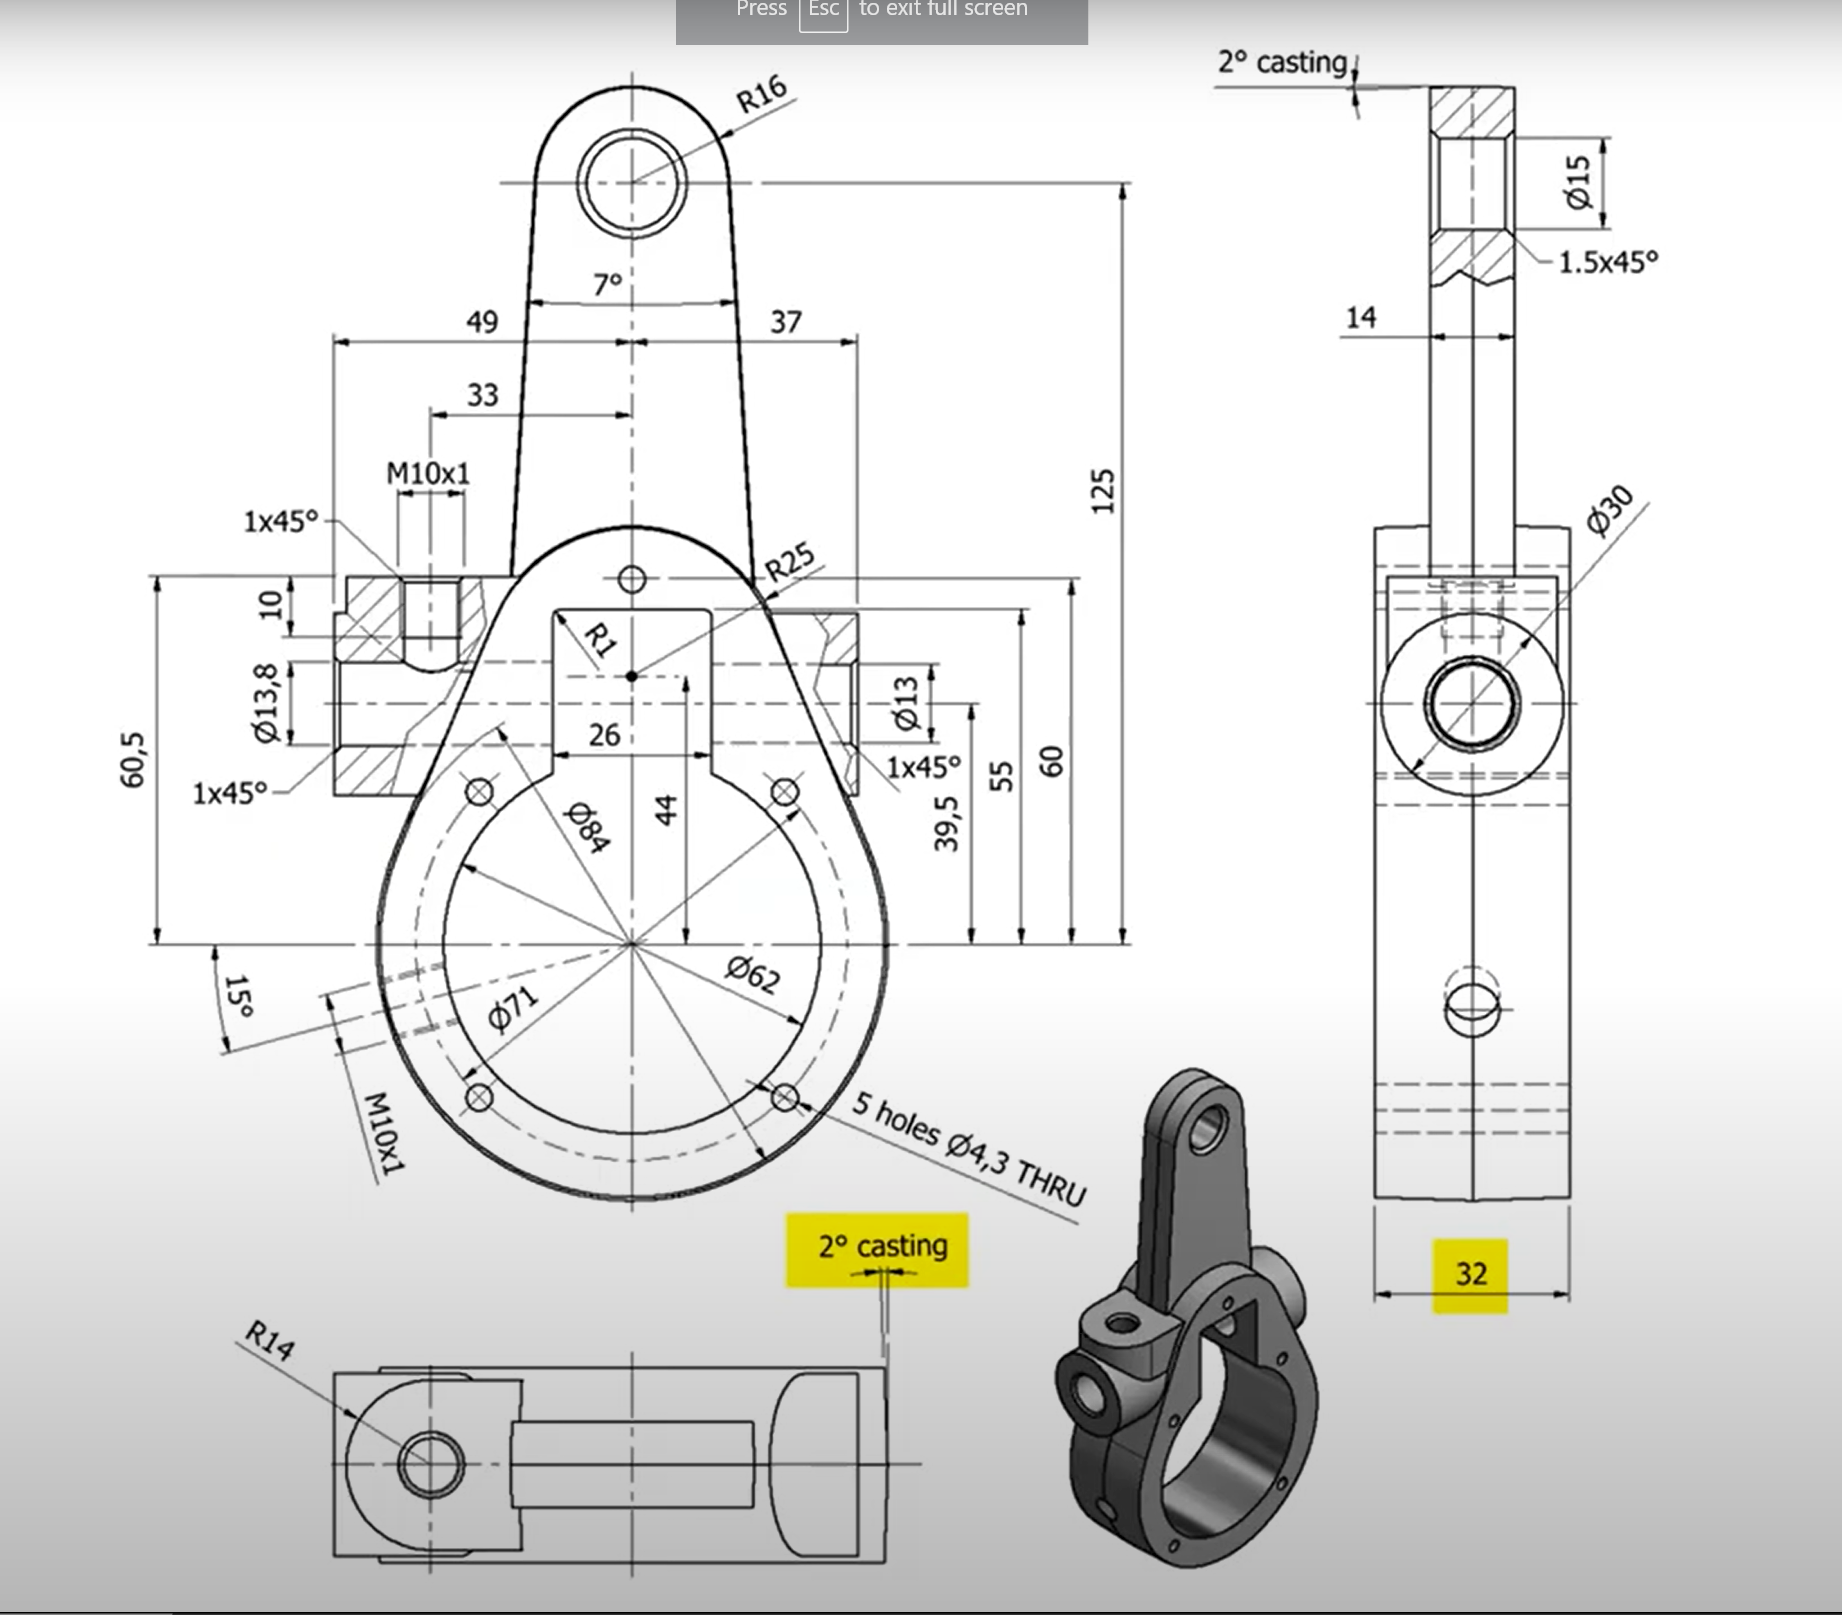 Press Esc to exit full screen
2° casting
R16
Ø15
1.5x45°
7°
49
37
14
33
M10x1
1x45°
125
Ø30
R25
10
R1
Ø13,8
Ø13
60,5
26
1x45°
1x45°
55
60
44
39,5
Ø84
Ø62
15°
Ø71
M10x1
5 holes Ø4,3 THRU
2° casting
32
R14